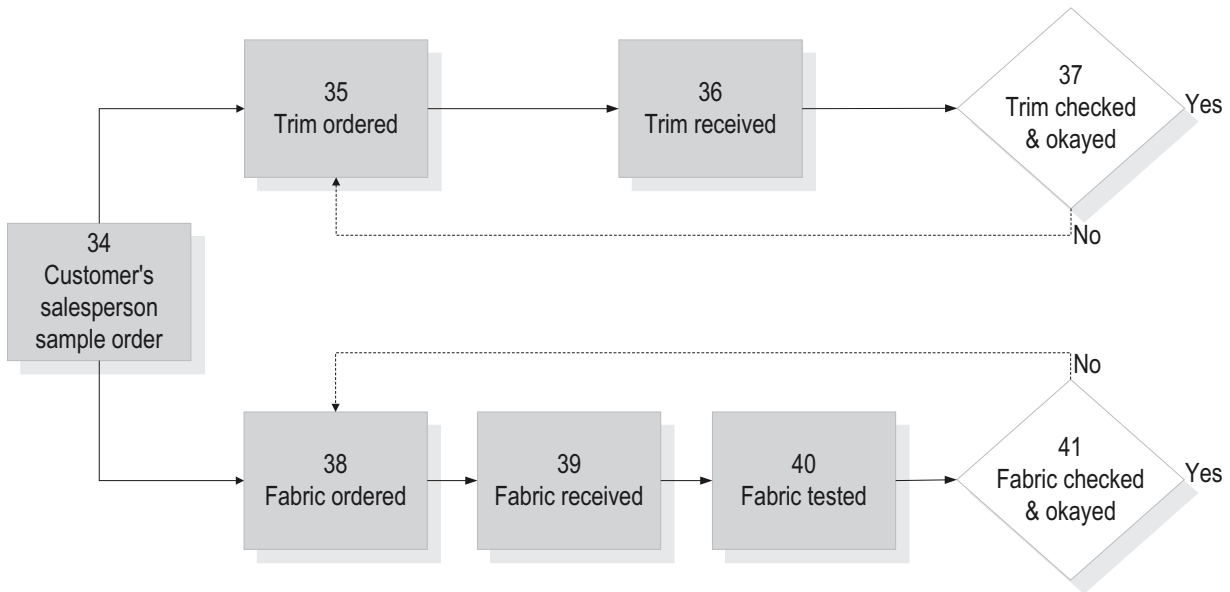 35
Trim ordered
36
Trim received
37
Trim checked
& okayed
Yes
No
34
Customer's
salesperson
sample order
No
38
Fabric ordered
39
Fabric received
40
Fabric tested
41
Fabric checked
& okayed
Yes